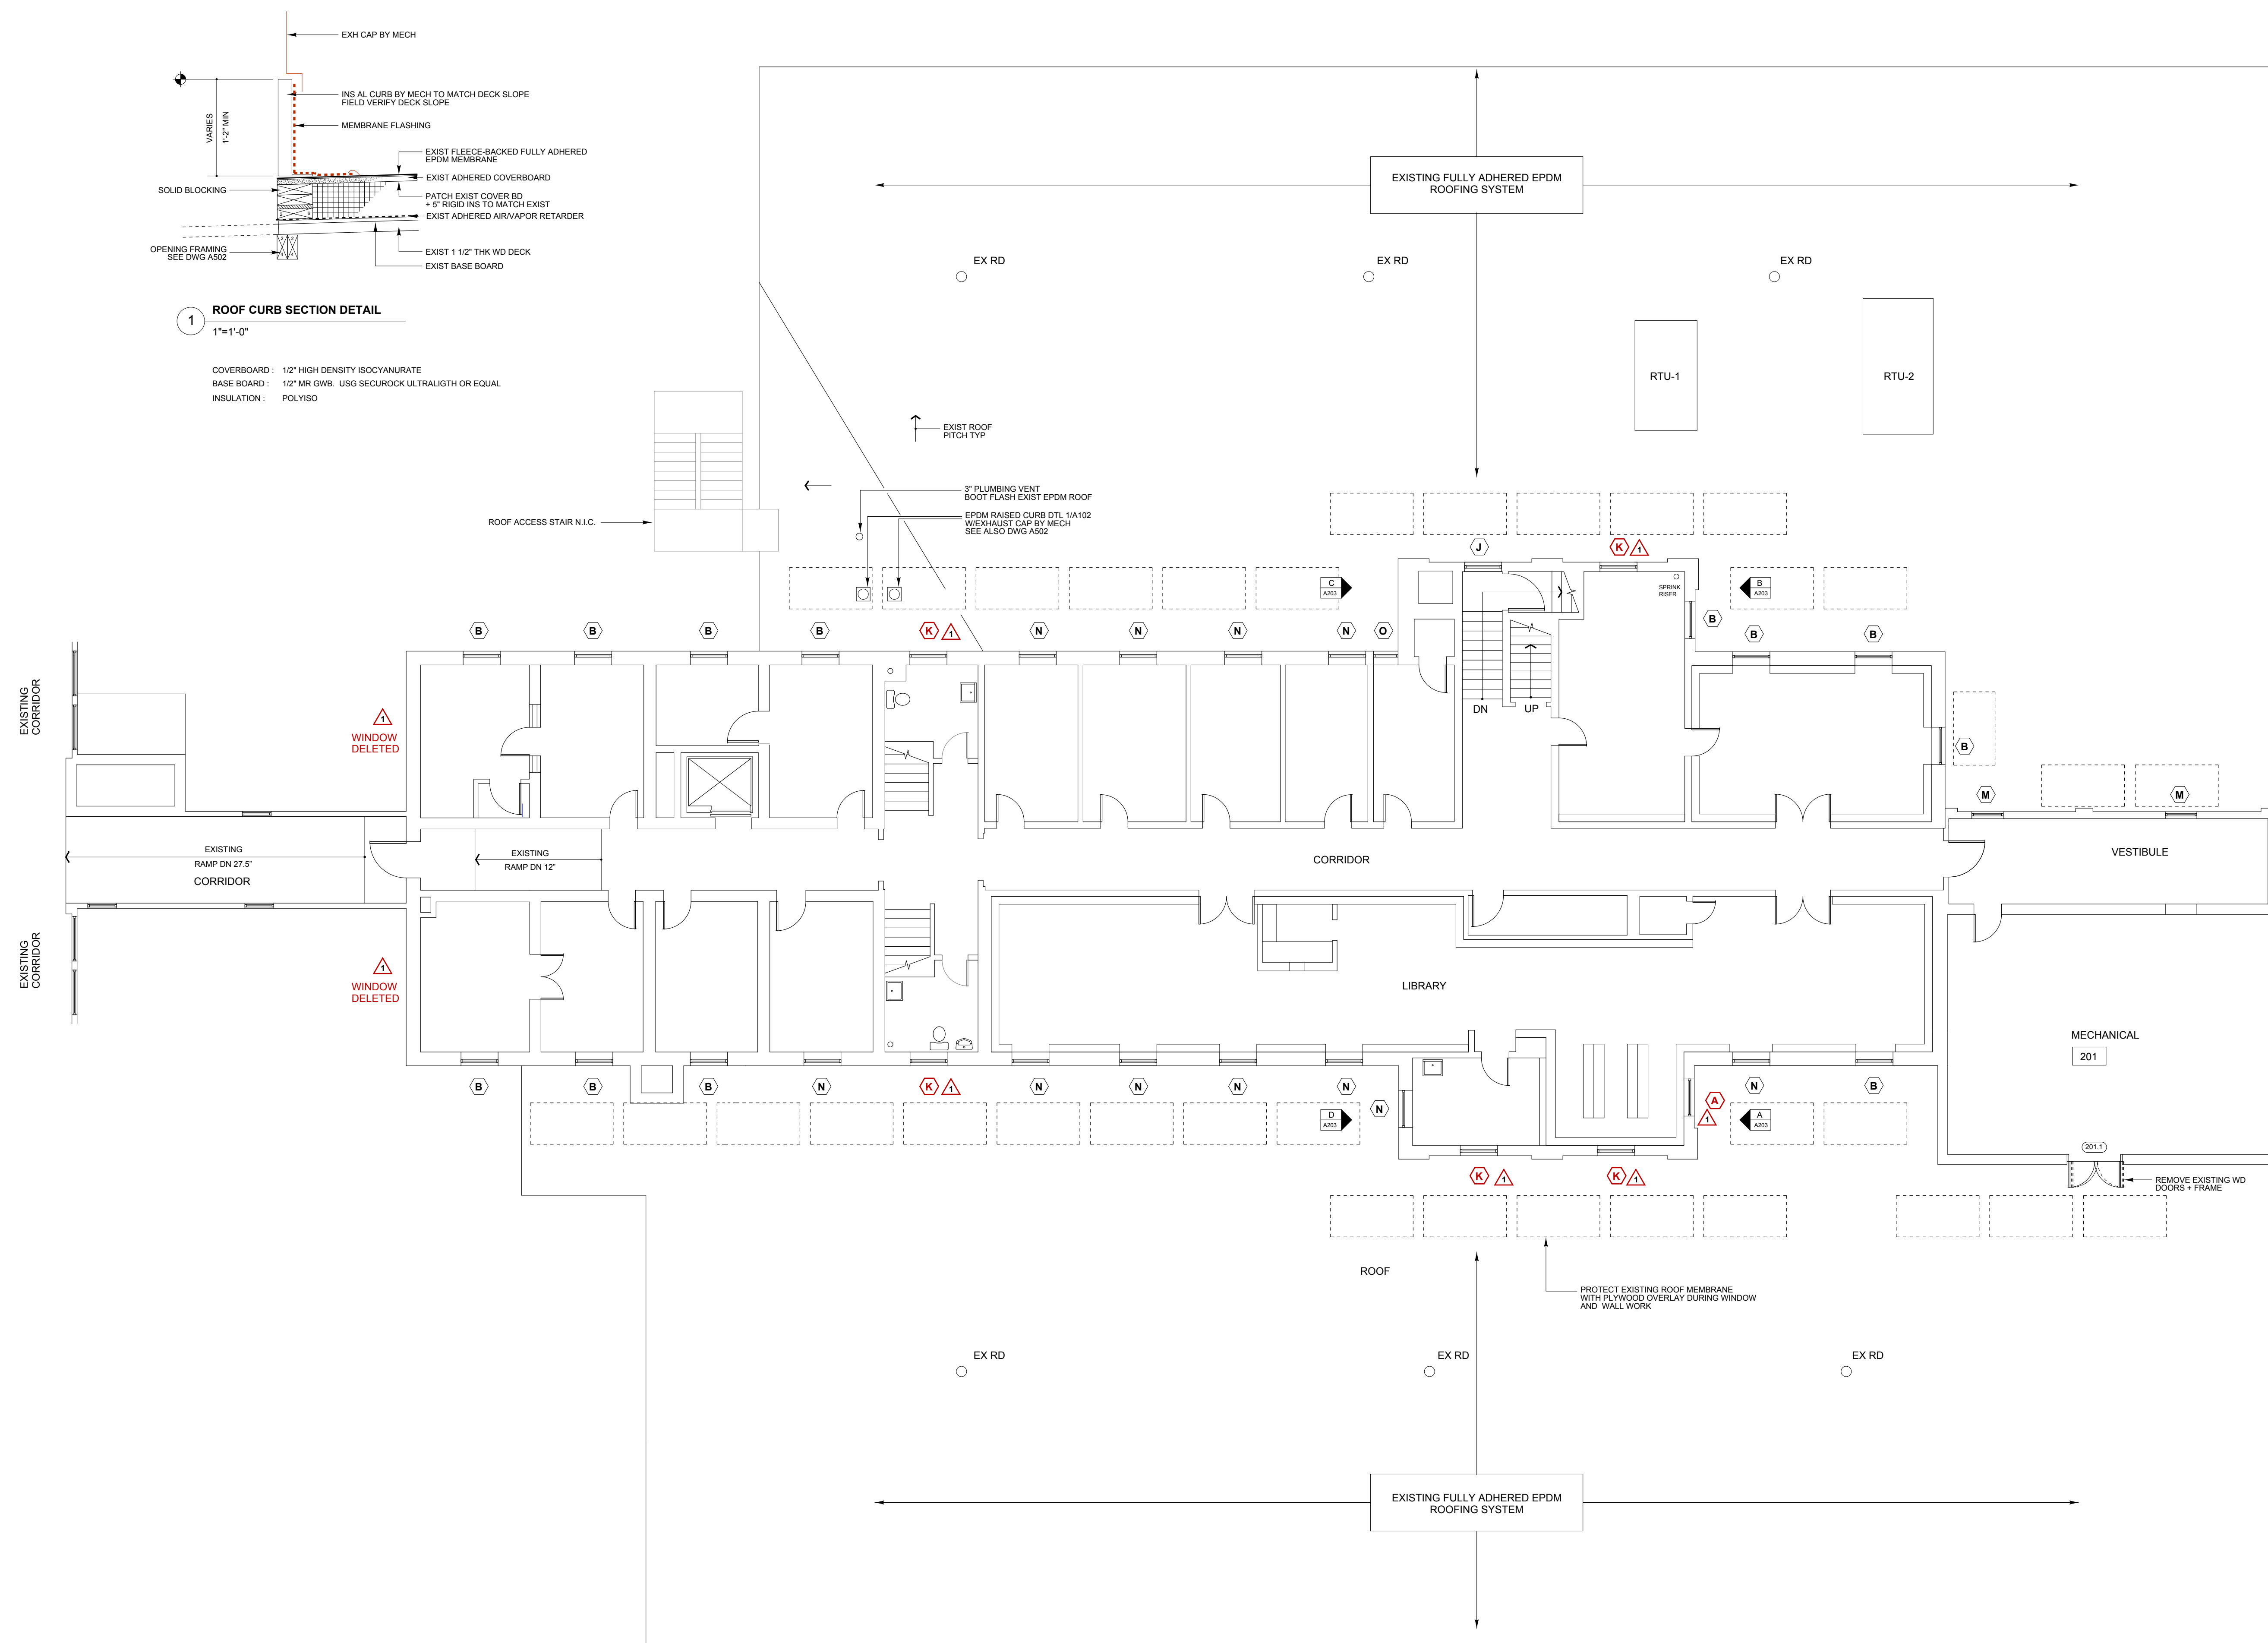 EXH CAP BY MECH
INS AL CURB BY MECH TO MATCH DECK SLOPE
FIELD VERIFY DECK SLOPE
VARIES
1'-2" MIN
MEMBRANE FLASHING
EXIST FLEECE-BACKED FULLY ADHERED
EPDM MEMBRANE
EXIST ADHERED COVERBOARD
SOLID BLOCKING
PATCH EXIST COVER BD
+ 5" RIGID INS TO MATCH EXIST
EXIST ADHERED AIR/VAPOR RETARDER
OPENING FRAMING
SEE DWG A502
EXIST 1 1/2" THK WD DECK
EXIST BASE BOARD
1
ROOF CURB SECTION DETAIL
1"=1'-0"
COVERBOARD : 1/2" HIGH DENSITY ISOCYANURATE
BASE BOARD : 1/2" MR GWB. USG SECUROCK ULTRALIGTH OR EQUAL
INSULATION : POLYISO
EXISTING FULLY ADHERED EPDM
ROOFING SYSTEM
EX RD
EX RD
EX RD
RTU-1
RTU-2
EXIST ROOF
PITCH TYP
3" PLUMBING VENT
BOOT FLASH EXIST EPDM ROOF
EPDM RAISED CURB DTL 1/A102
W/EXHAUST CAP BY MECH
SEE ALSO DWG A502
ROOF ACCESS STAIR N.I.C.
J
K
1
C
A203
B
A203
SPRINK
RISER
B
B
B
B
B
K
1
N
N
N
N
O
B
B
B
B
M
M
EXISTING
CORRIDOR
1
WINDOW
DELETED
DN
UP
EXISTING
RAMP DN 27.5"
CORRIDOR
EXISTING
RAMP DN 12"
CORRIDOR
VESTIBULE
EXISTING
CORRIDOR
1
WINDOW
DELETED
LIBRARY
MECHANICAL
201
B
B
B
N
K
1
N
N
N
N
N
B
D
A203
N
A
1
A
A203
201.1
K
1
K
1
REMOVE EXISTING WD
DOORS + FRAME
ROOF
PROTECT EXISTING ROOF MEMBRANE
WITH PLYWOOD OVERLAY DURING WINDOW
AND WALL WORK
EX RD
EX RD
EX RD
EXISTING FULLY ADHERED EPDM
ROOFING SYSTEM